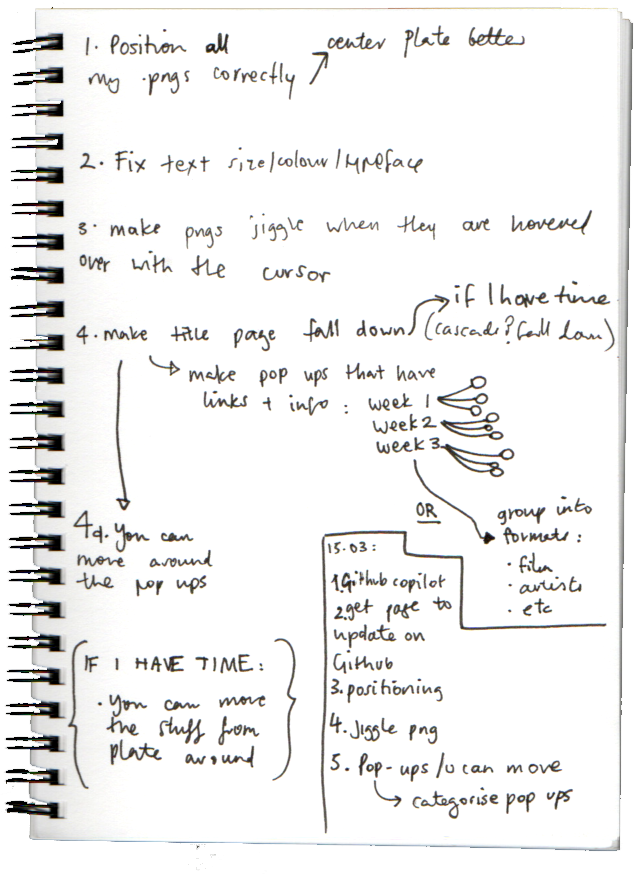 1. Position all
my .pngs correctly
center plate better
2. Fix text size/colour/typeface
3. make pngs jiggle when they are hovered
over with the cursor
4. make title page fall down
if I have time
(cascade? fall down)
make pop ups that have
links + info : week 1
week 2
week 3
OR
group into
formats:
• film
• artists
• etc
4d. You can
move around
the pop ups
IF I HAVE TIME:
• You can move
the stuff from
plate around
15.03:
1. Github copilot
2. get page to
update on
Github
3. positioning
4. Jiggle png
5. Pop-ups /u can move
categorise pop ups